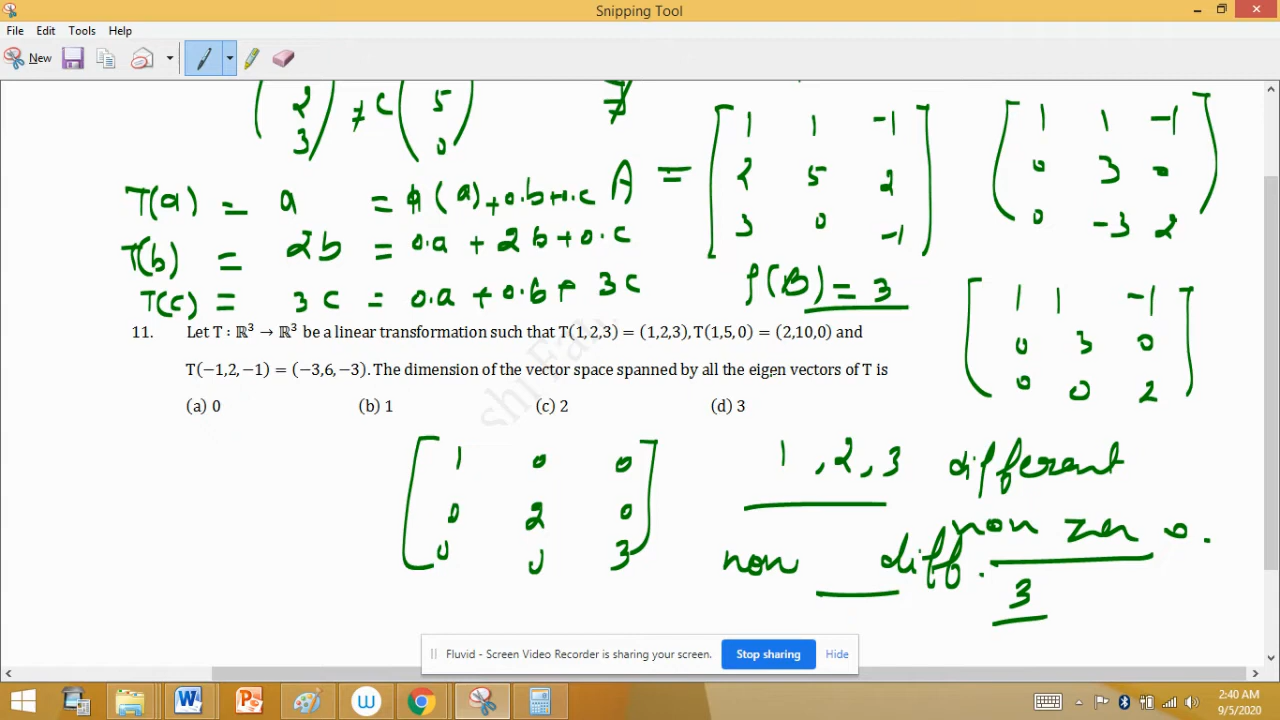 Snipping Tool
File Edit Tools Help
New
2 ≠ c 5
3 0
T(a) = a = 1(a)+0.b+0.c
T(b) = 2b = 0.a + 2b + 0.c
T(c) = 3c = 0.a + 0.b + 3c
A = 1 1 -1
2 5 2
3 0 -1
ρ(B) = 3
1 1 -1
0 3 0
0 -3 2
1 1 -1
0 3 0
0 0 2
11. Let T : ℝ³ → ℝ³ be a linear transformation such that T(1,2,3) = (1,2,3), T(1,5,0) = (2,10,0) and
T(−1,2,−1) = (−3,6,−3). The dimension of the vector space spanned by all the eigen vectors of T is
(a) 0 (b) 1 (c) 2 (d) 3
1 0 0
0 2 0
0 0 3
1, 2, 3 different
non zero.
non diff.
3
Fluvid - Screen Video Recorder is sharing your screen. Stop sharing Hide
2:40 AM
9/5/2020